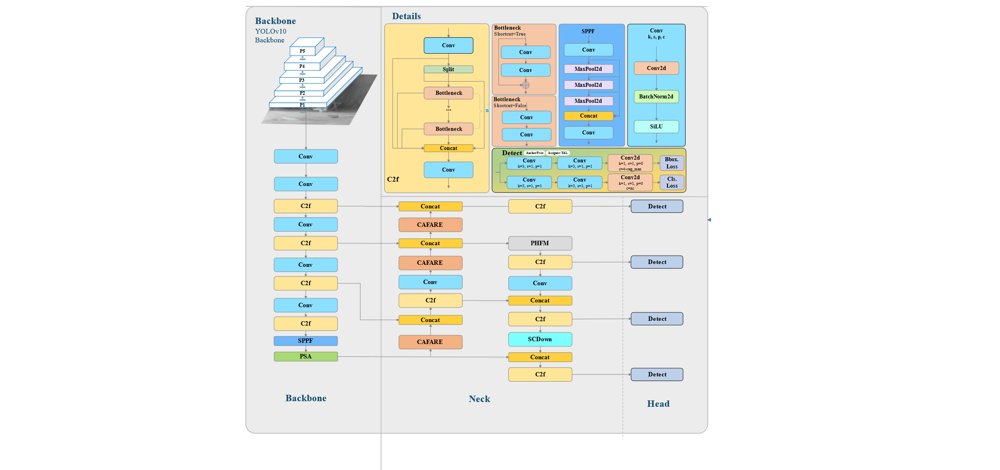 Backbone
YOLOv10
Backbone
P5
P4
P3
P2
P1
Conv
Conv
C2f
Conv
C2f
Conv
C2f
Conv
C2f
SPPF
PSA
Backbone
Details
Conv
Split
Bottleneck
...
n
Bottleneck
Concat
Conv
C2f
Bottleneck
Shortcut=True
Conv
Conv
Bottleneck
Shortcut=False
Conv
Conv
SPPF
Conv
MaxPool2d
MaxPool2d
MaxPool2d
Concat
Conv
Conv
k, s, p, c
Conv2d
BatchNorm2d
SiLU
Detect AnchorFree Assigner:TAL
Conv
k=3, s=1, p=1
Conv
k=3, s=1, p=1
Conv2d
k=1, s=1, p=0
c=4×reg_max
Bbox.
Loss
Conv
k=3, s=1, p=1
Conv
k=3, s=1, p=1
Conv2d
k=1, s=1, p=0
c=nc
Cls.
Loss
Concat
CAFARE
Concat
CAFARE
Conv
C2f
Concat
CAFARE
C2f
PHFM
C2f
Conv
Concat
C2f
SCDown
Concat
C2f
Neck
Detect
Detect
Detect
Detect
Head